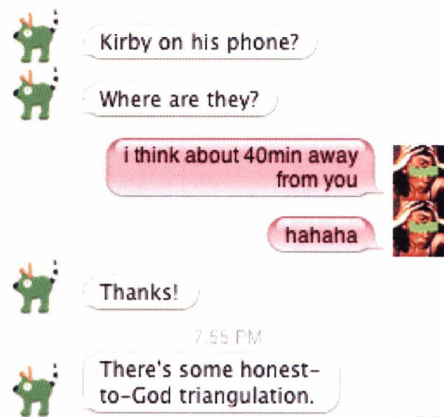 Kirby on his phone?
Where are they?
i think about 40min away
from you
hahaha
Thanks!
7:55 PM
There's some honest-
to-God triangulation.